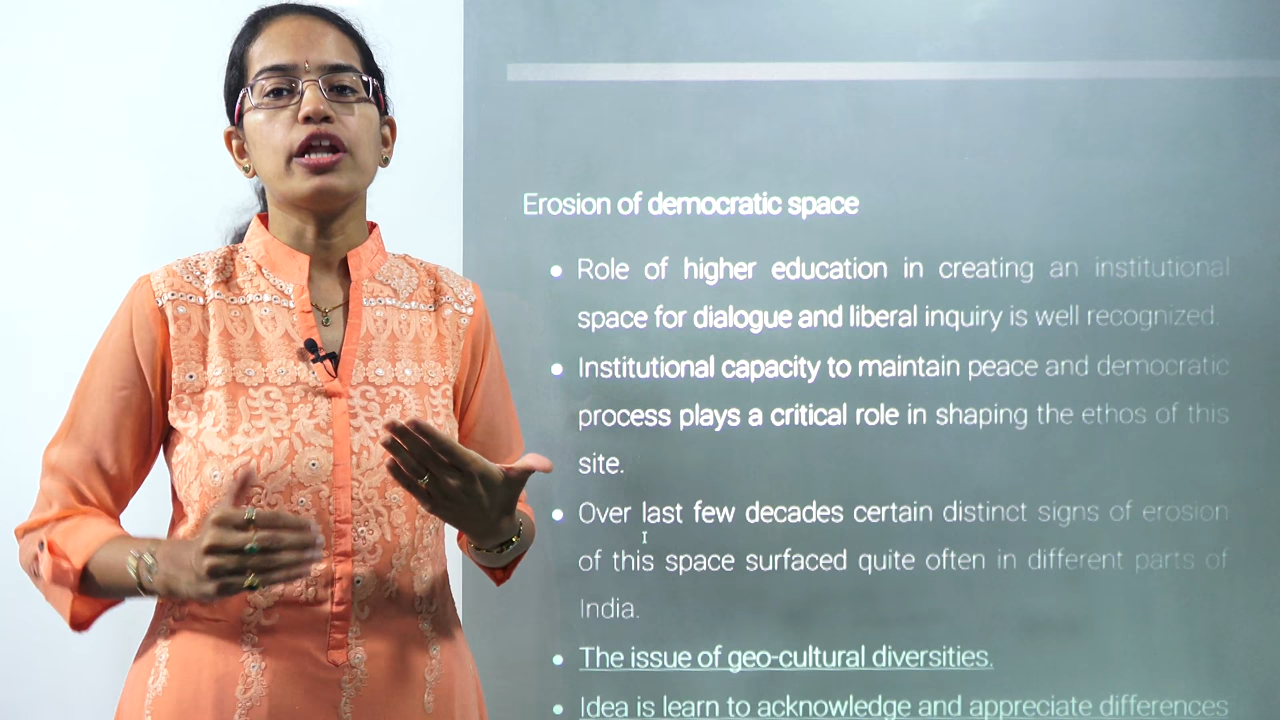 Erosion of democratic space
• Role of higher education in creating an institutional
space for dialogue and liberal inquiry is well recognized.
• Institutional capacity to maintain peace and democratic
process plays a critical role in shaping the ethos of this
site.
• Over last few decades certain distinct signs of erosion
of this space surfaced quite often in different parts of
India.
• The issue of geo-cultural diversities.
• Idea is learn to acknowledge and appreciate differences